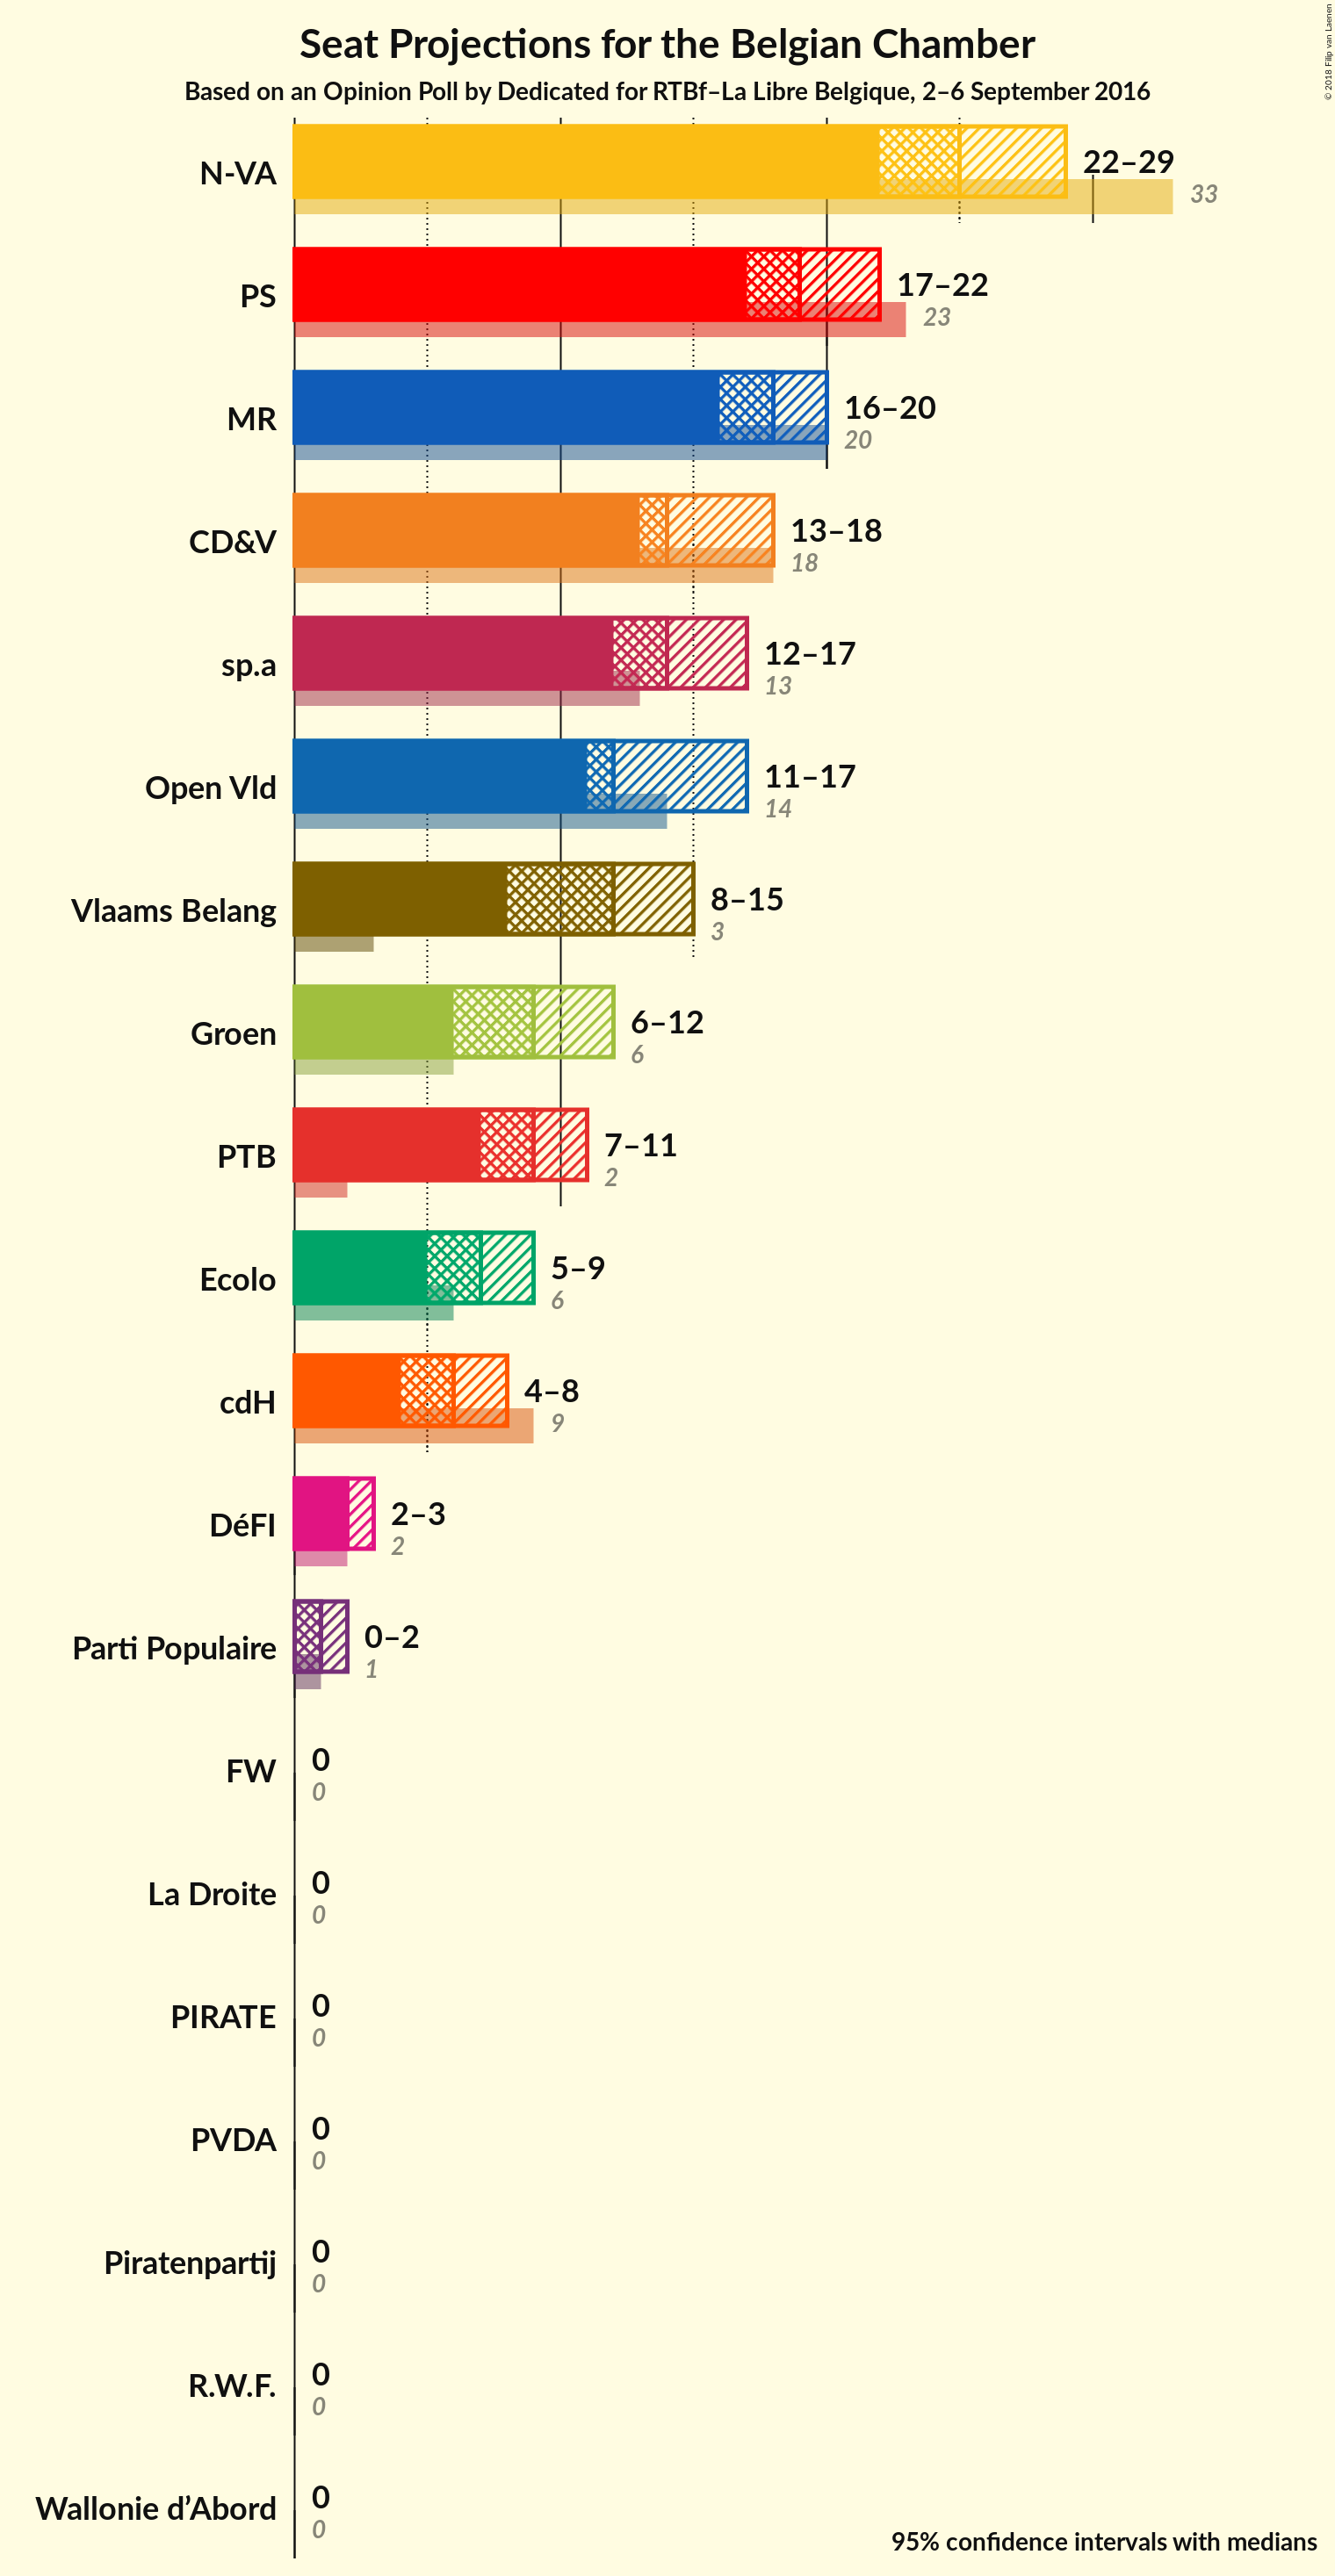 Seat Projections for the Belgian Chamber
Based on an Opinion Poll by Dedicated for RTBf–La Libre Belgique, 2–6 September 2016
© 2018 Filip van Laenen
N-VA
22–29
33
PS
17–22
23
MR
16–20
20
CD&V
13–18
18
sp.a
12–17
13
Open Vld
11–17
14
Vlaams Belang
8–15
3
Groen
6–12
6
PTB
7–11
2
Ecolo
5–9
6
cdH
4–8
9
DéFI
2–3
2
Parti Populaire
0–2
1
FW
0
0
La Droite
0
0
PIRATE
0
0
PVDA
0
0
Piratenpartij
0
0
R.W.F.
0
0
Wallonie d’Abord
0
0
95% confidence intervals with medians